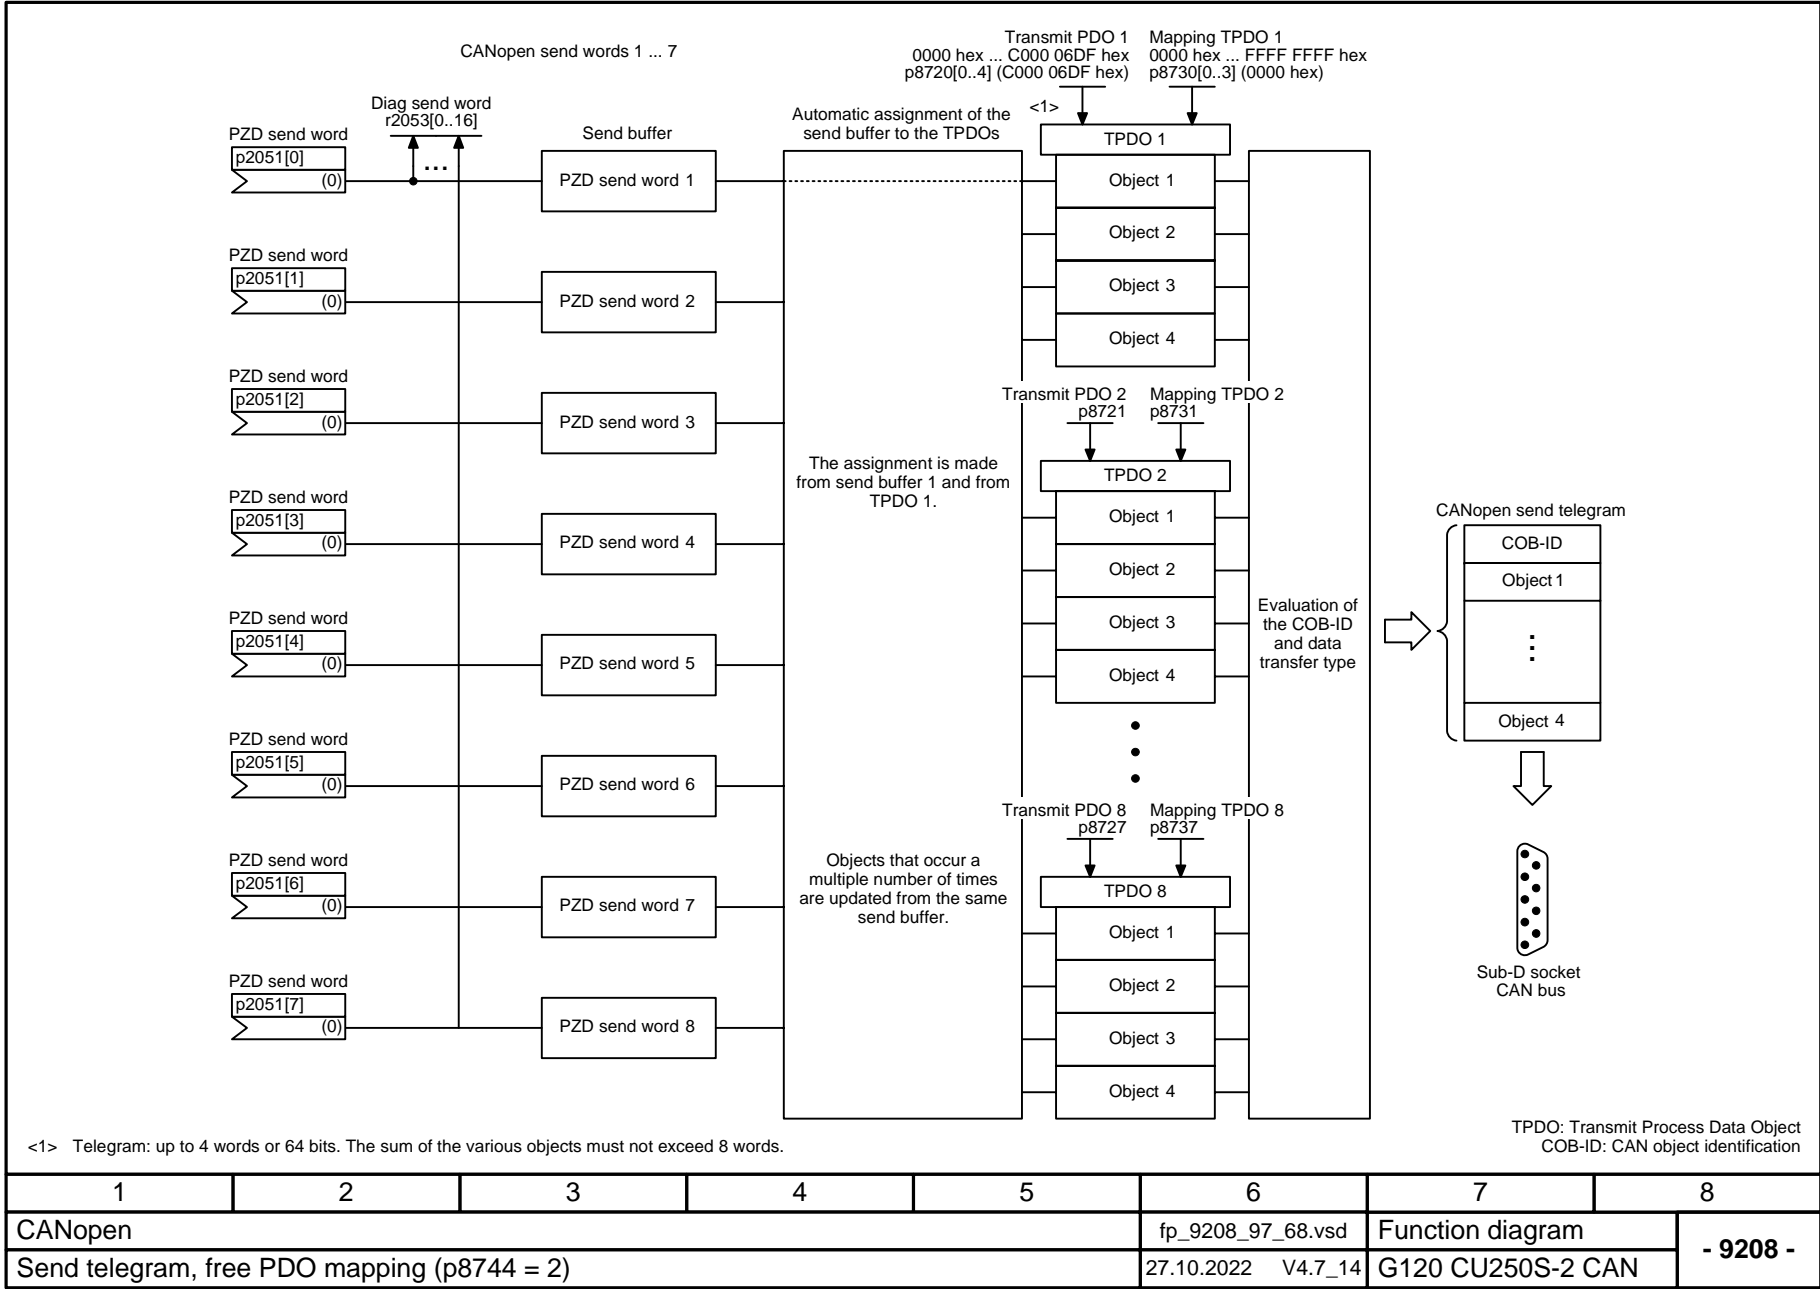 CANopen send words 1 ... 7
Transmit PDO 1
0000 hex ... C000 06DF hex
p8720[0..4] (C000 06DF hex)
Mapping TPDO 1
0000 hex ... FFFF FFFF hex
p8730[0..3] (0000 hex)
Diag send word
r2053[0..16]
...
Send buffer
Automatic assignment of the
send buffer to the TPDOs
<1>
PZD send word
p2051[0]
(0)
PZD send word 1
PZD send word
p2051[1]
(0)
PZD send word 2
PZD send word
p2051[2]
(0)
PZD send word 3
PZD send word
p2051[3]
(0)
PZD send word 4
PZD send word
p2051[4]
(0)
PZD send word 5
PZD send word
p2051[5]
(0)
PZD send word 6
PZD send word
p2051[6]
(0)
PZD send word 7
PZD send word
p2051[7]
(0)
PZD send word 8
The assignment is made
from send buffer 1 and from
TPDO 1.
Objects that occur a
multiple number of times
are updated from the same
send buffer.
TPDO 1
Object 1
Object 2
Object 3
Object 4
Transmit PDO 2
p8721
Mapping TPDO 2
p8731
TPDO 2
Object 1
Object 2
Object 3
Object 4
Transmit PDO 8
p8727
Mapping TPDO 8
p8737
TPDO 8
Object 1
Object 2
Object 3
Object 4
Evaluation of
the COB-ID
and data
transfer type
CANopen send telegram
COB-ID
Object 1
Object 4
Sub-D socket
CAN bus
<1> Telegram: up to 4 words or 64 bits. The sum of the various objects must not exceed 8 words.
TPDO: Transmit Process Data Object
COB-ID: CAN object identification
1 2 3 4 5 6 7 8
CANopen
fp_9208_97_68.vsd
Function diagram
- 9208 -
Send telegram, free PDO mapping (p8744 = 2)
27.10.2022 V4.7_14
G120 CU250S-2 CAN